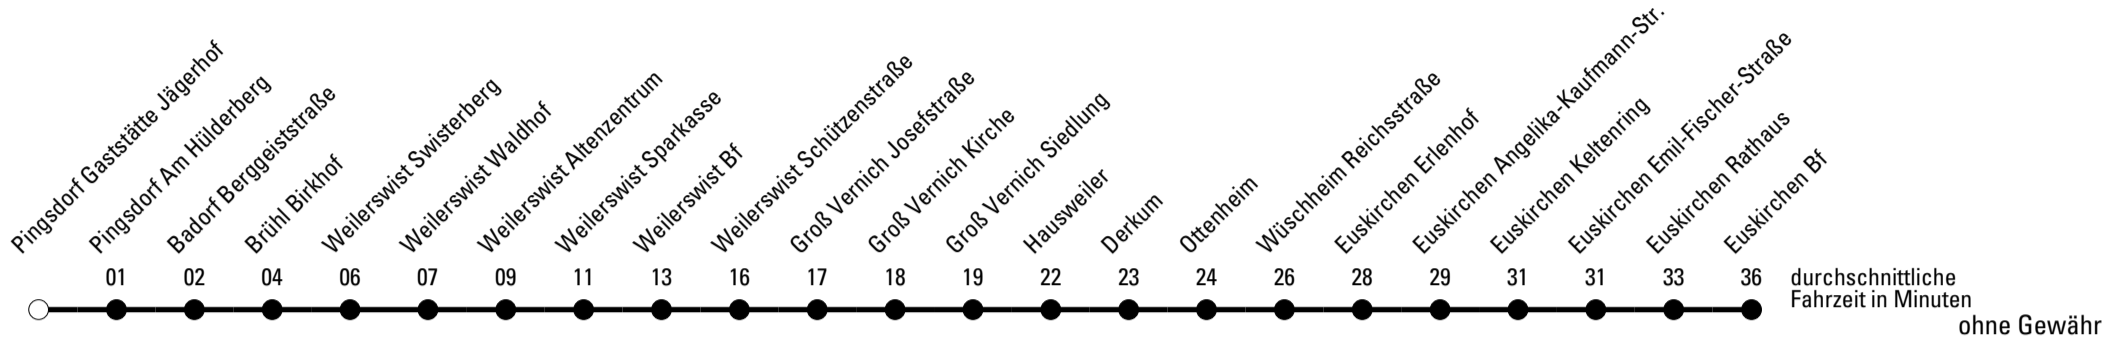 Pingsdorf Gaststätte Jägerhof
Pingsdorf Am Hülderberg
Badorf Berggeiststraße
Brühl Birkhof
Weilerswist Swisterberg
Weilerswist Waldhof
Weilerswist Altenzentrum
Weilerswist Sparkasse
Weilerswist Bf
Weilerswist Schützenstraße
Groß Vernich Josefstraße
Groß Vernich Kirche
Groß Vernich Siedlung
Hausweiler
Derkum
Ottenheim
Wüschheim Reichsstraße
Euskirchen Erlenhof
Euskirchen Angelika-Kaufmann-Str.
Euskirchen Keltenring
Euskirchen Emil-Fischer-Straße
Euskirchen Rathaus
Euskirchen Bf
01 02 04 06 07 09 11 13 16 17 18 19 22 23 24 26 28 29 31 31 33 36 durchschnittliche
Fahrzeit in Minuten
ohne Gewähr